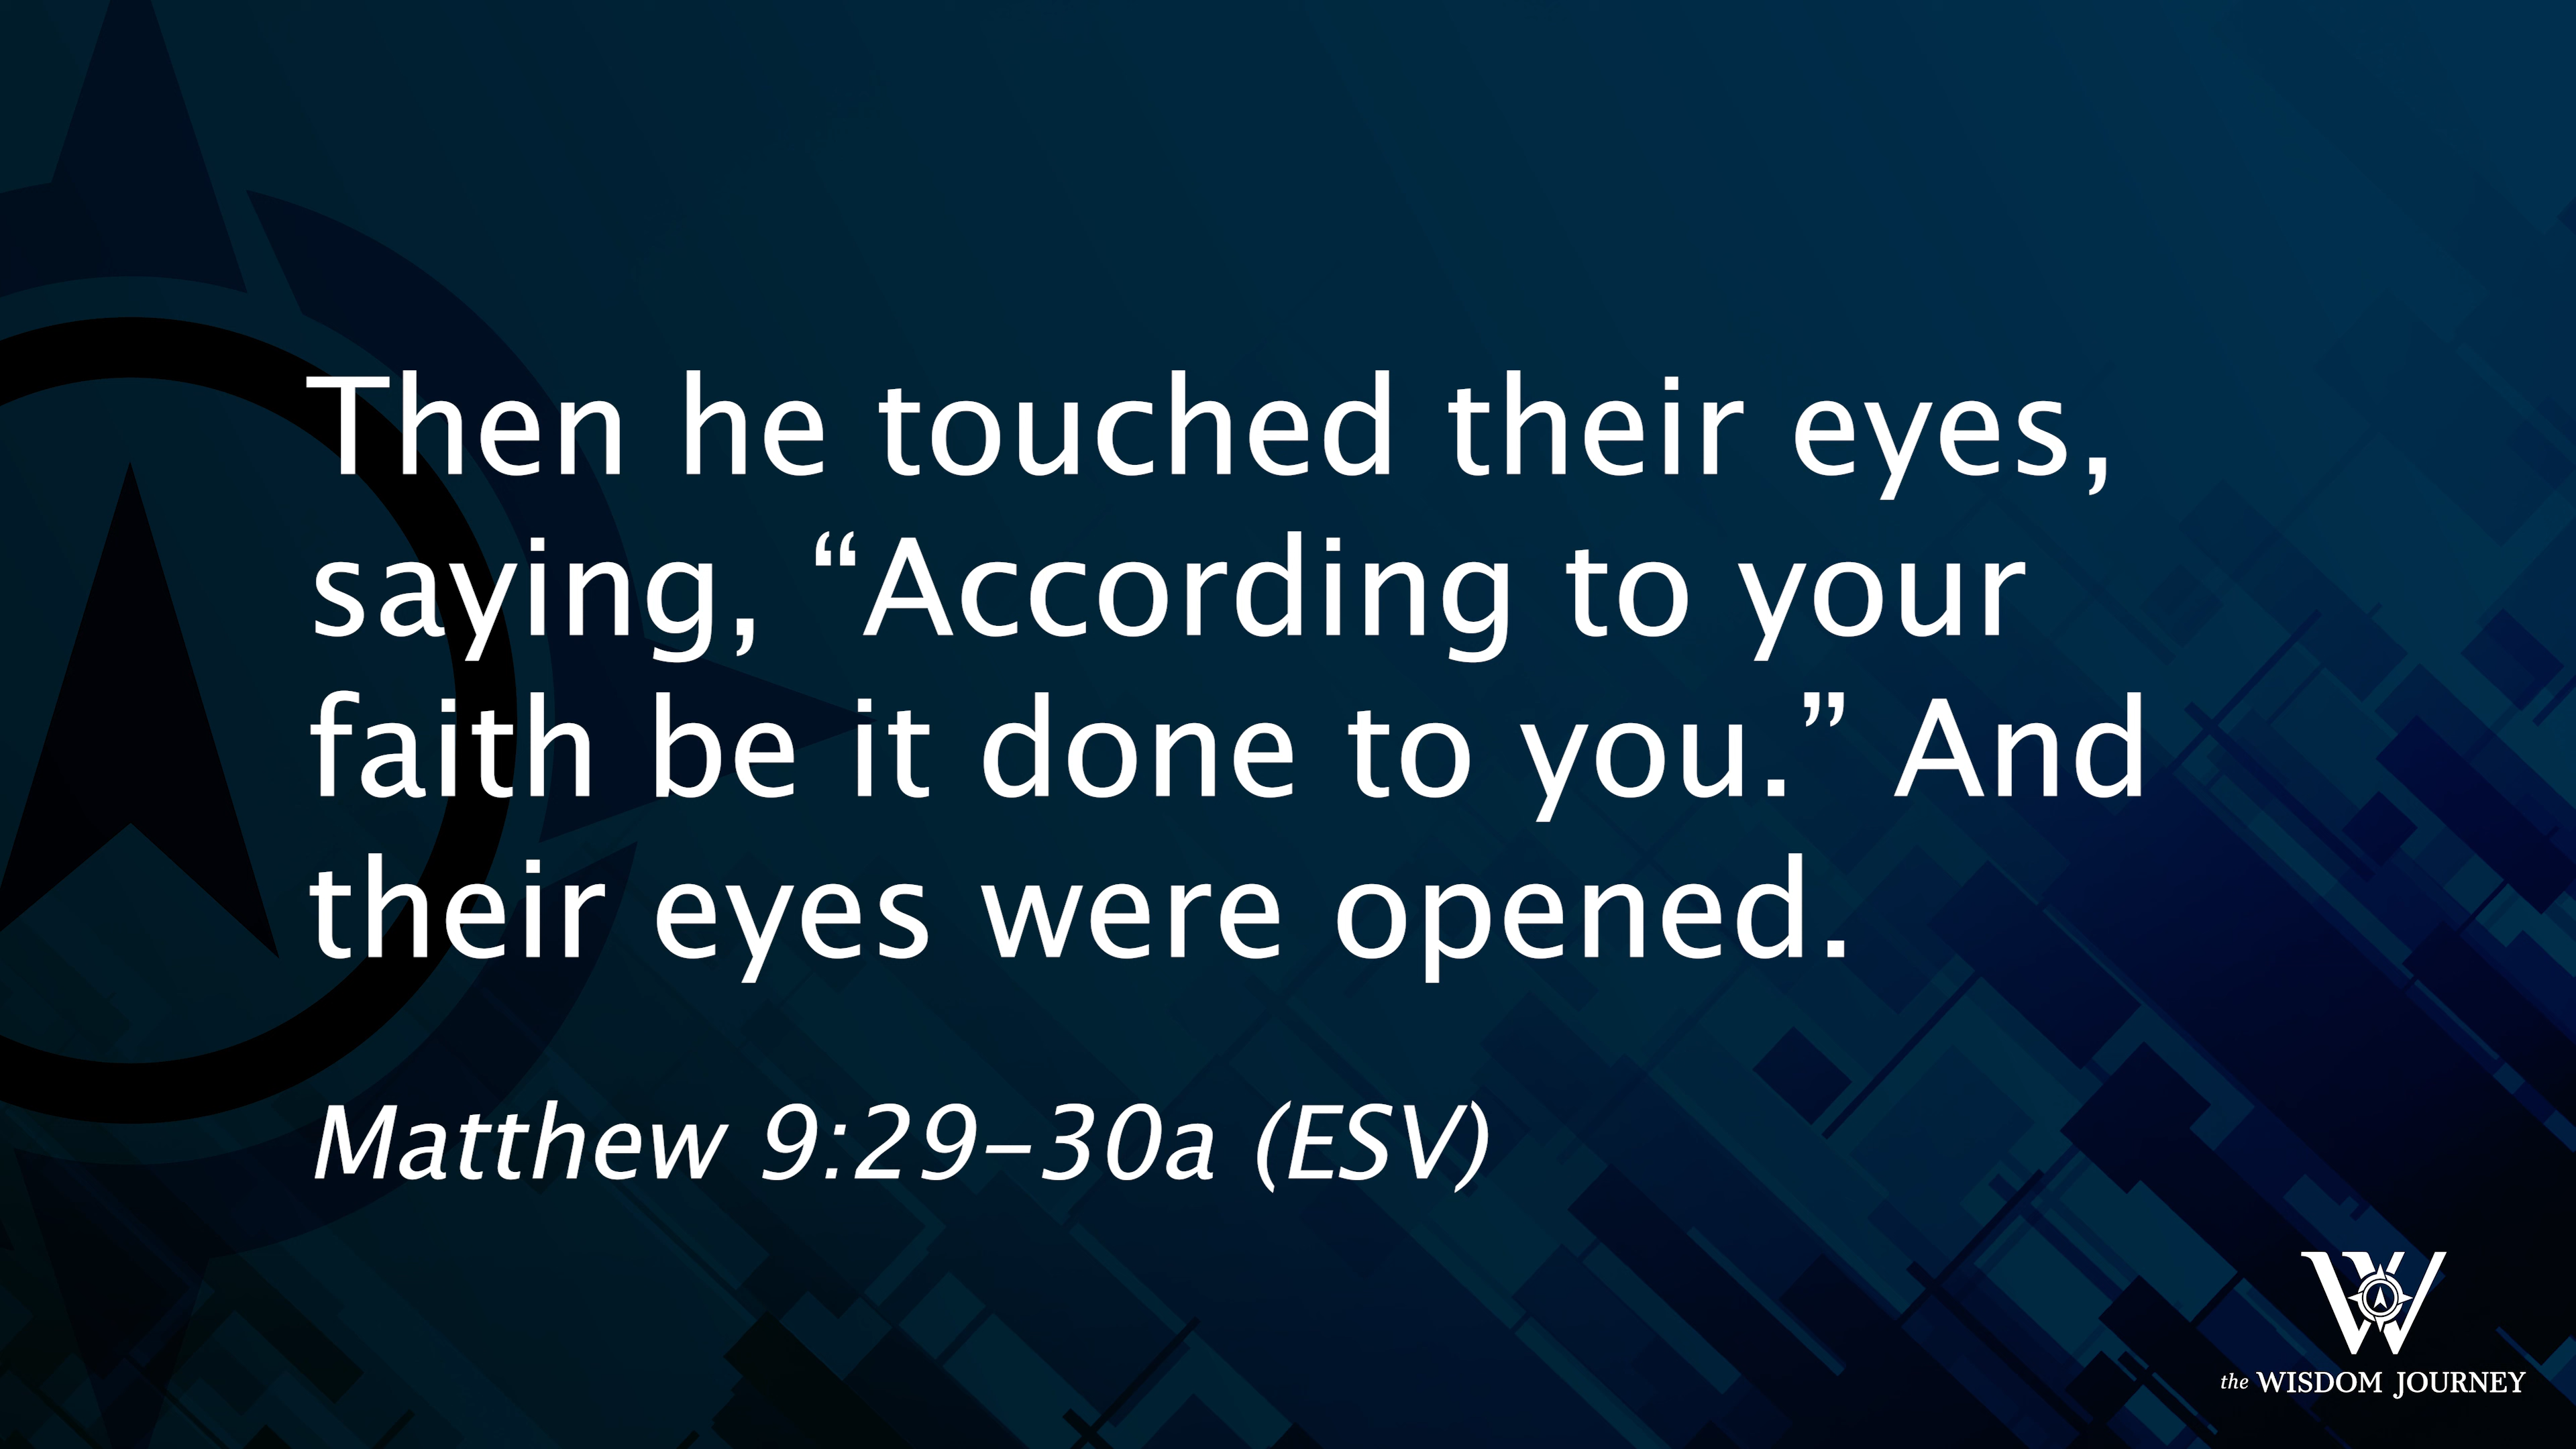 Then he touched their eyes,
saying, “According to your
faith be it done to you.” And
their eyes were opened.
Matthew 9:29–30a (ESV)
W
the WISDOM JOURNEY